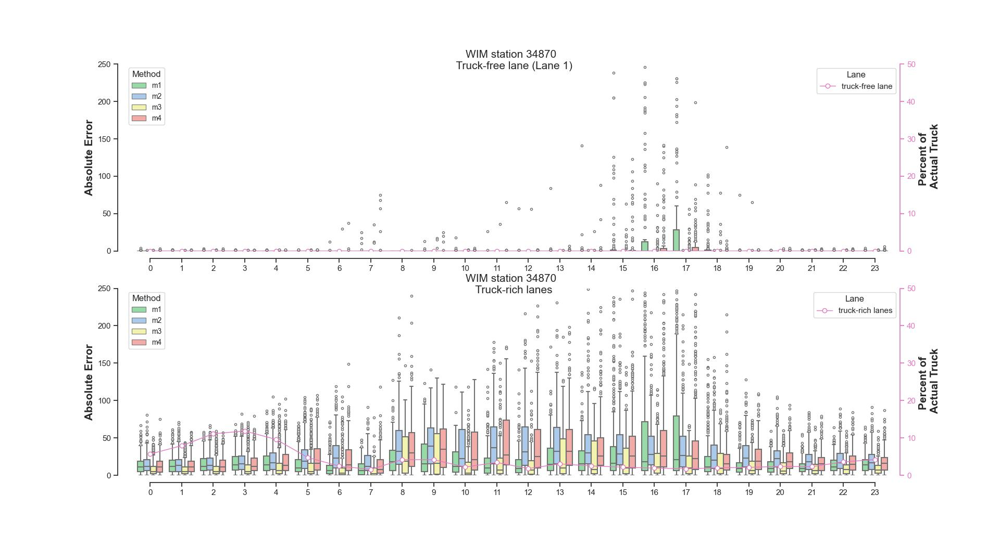 WIM station 34870
Truck-free lane (Lane 1)
250
200
150
100
50
0
Absolute Error
Method
m1
m2
m3
m4
Lane
truck-free lane
50
40
30
20
10
0
Percent of
Actual Truck
0 1 2 3 4 5 6 7 8 9 10 11 12 13 14 15 16 17 18 19 20 21 22 23
WIM station 34870
Truck-rich lanes
250
200
150
100
50
0
Absolute Error
Method
m1
m2
m3
m4
Lane
truck-rich lanes
50
40
30
20
10
0
Percent of
Actual Truck
0 1 2 3 4 5 6 7 8 9 10 11 12 13 14 15 16 17 18 19 20 21 22 23